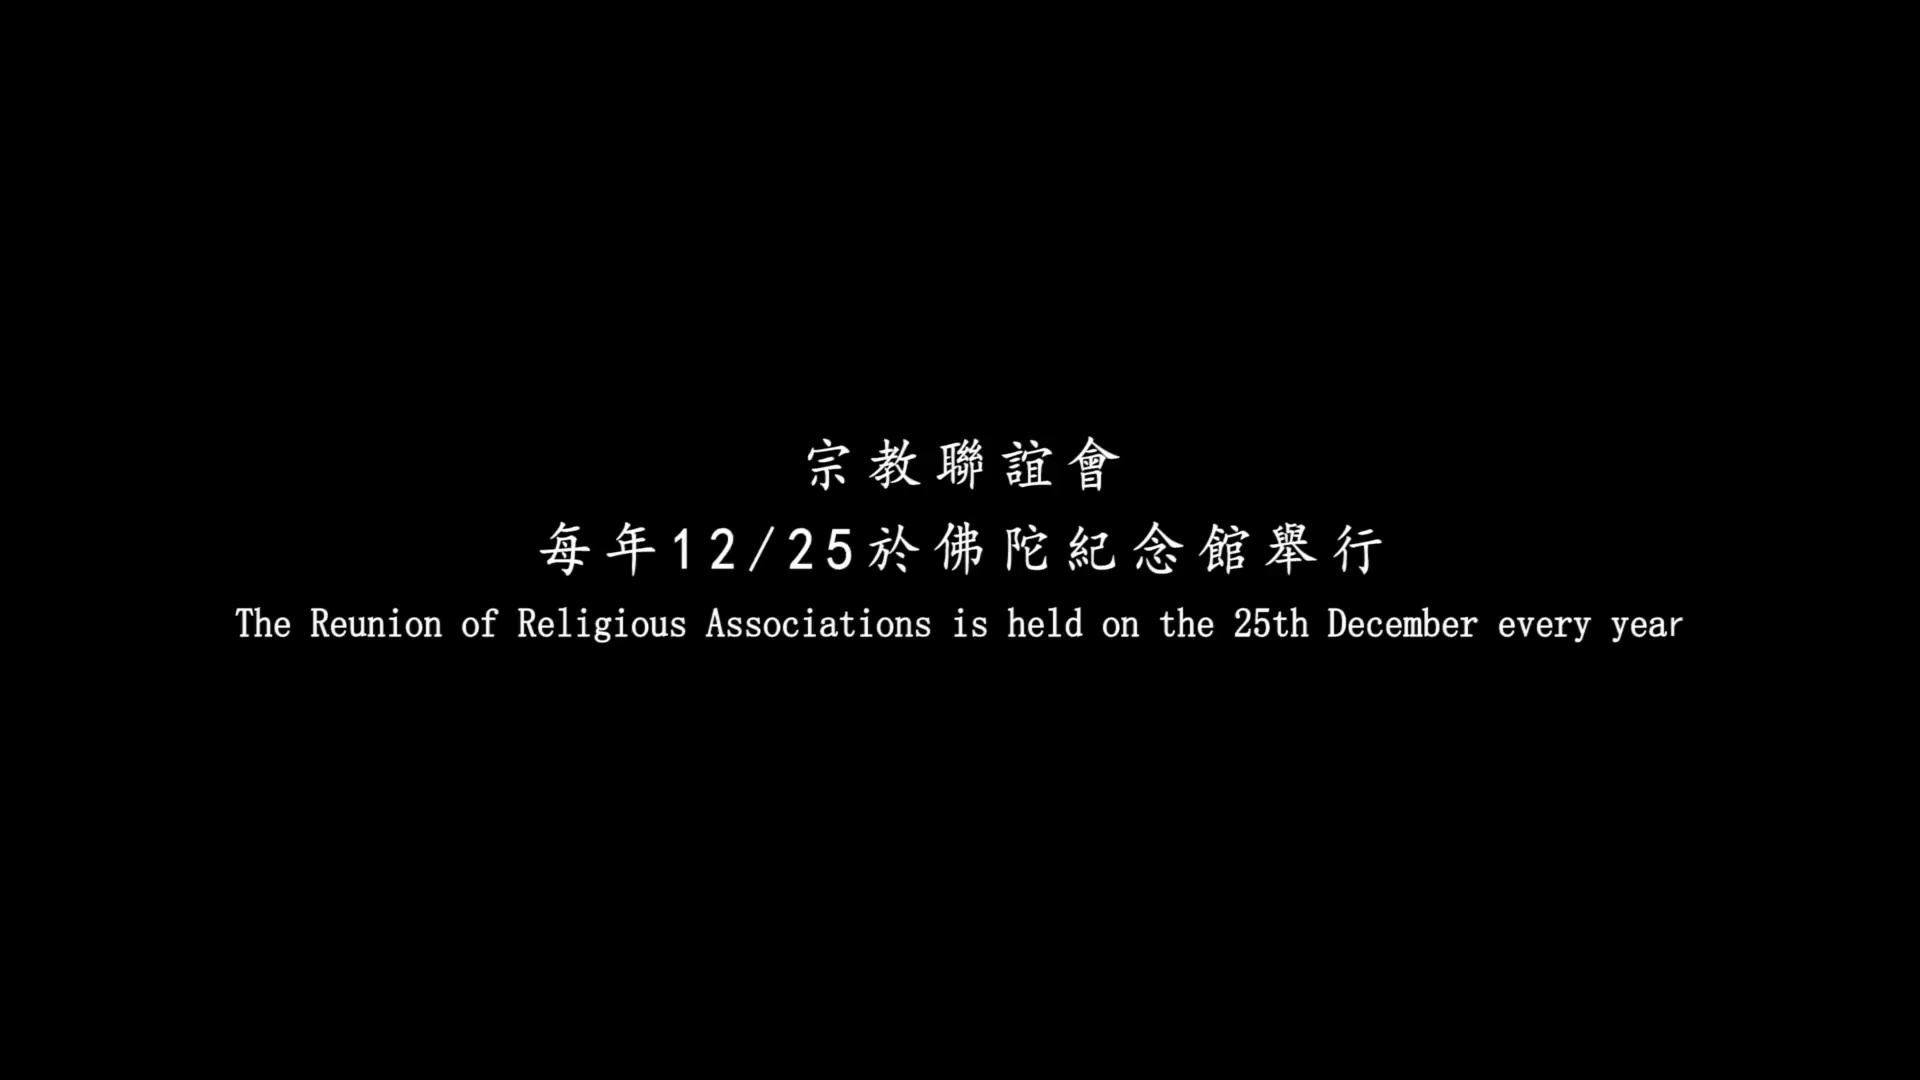 宗教聯誼會
每年12/25於佛陀紀念館舉行
The Reunion of Religious Associations is held on the 25th December every year